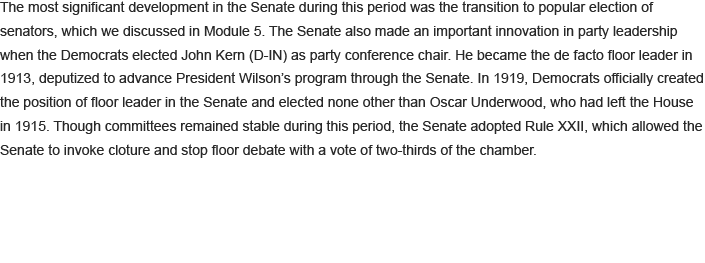 The most significant development in the Senate during this period was the transition to popular election of
senators, which we discussed in Module 5. The Senate also made an important innovation in party leadership
when the Democrats elected John Kern (D-IN) as party conference chair. He became the de facto floor leader in
1913, deputized to advance President Wilson’s program through the Senate. In 1919, Democrats officially created
the position of floor leader in the Senate and elected none other than Oscar Underwood, who had left the House
in 1915. Though committees remained stable during this period, the Senate adopted Rule XXII, which allowed the
Senate to invoke cloture and stop floor debate with a vote of two-thirds of the chamber.